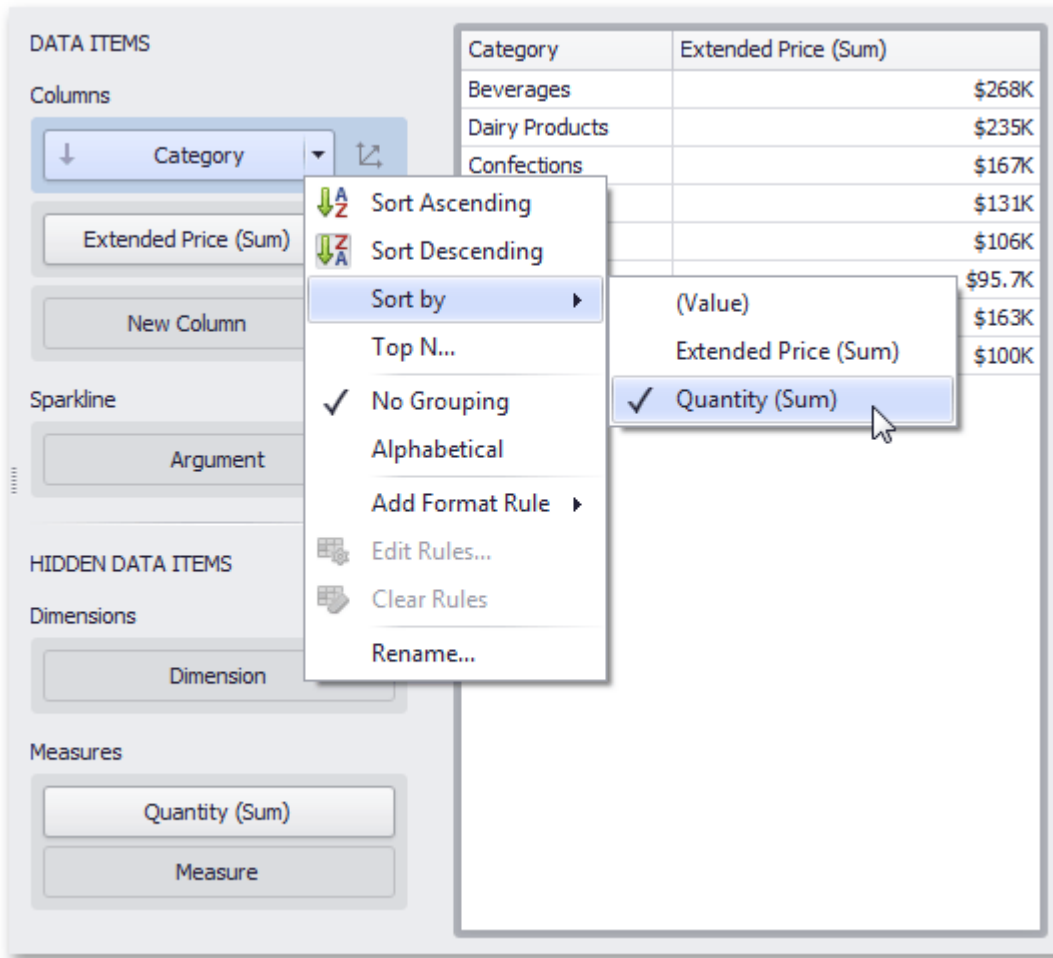 DATA ITEMS
Columns
Category
Extended Price (Sum)
New Column
Sparkline
Argument
HIDDEN DATA ITEMS
Dimensions
Dimension
Measures
Quantity (Sum)
Measure
Sort Ascending
Sort Descending
Sort by
Top N...
No Grouping
Alphabetical
Add Format Rule
Edit Rules...
Clear Rules
Rename...
(Value)
Extended Price (Sum)
Quantity (Sum)
Category Extended Price (Sum)
Beverages $268K
Dairy Products $235K
Confections $167K
$131K
$106K
$95.7K
$163K
$100K